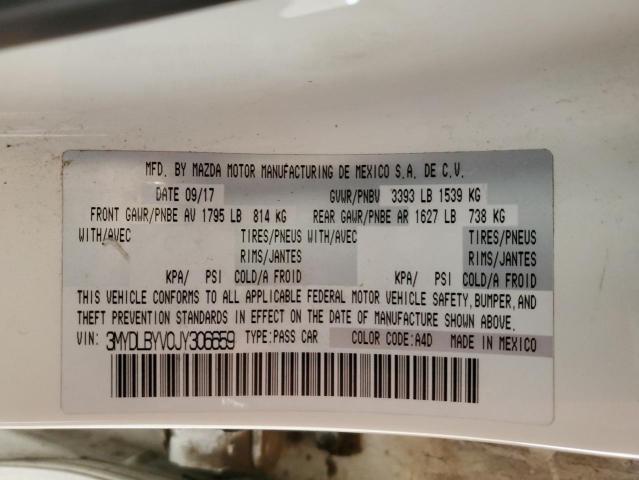 MFD. BY MAZDA MOTOR MANUFACTURING DE MEXICO S.A. DE C.V.
DATE 09/17 GVWR/PNBV 3393 LB 1539 KG
FRONT GAWR/PNBE AV 1795 LB 814 KG REAR GAWR/PNBE AR 1627 LB 738 KG
WITH/AVEC TIRES/PNEUS WITH/AVEC TIRES/PNEUS
RIMS/JANTES RIMS/JANTES
KPA/ PSI COLD/A FROID KPA/ PSI COLD/A FROID
THIS VEHICLE CONFORMS TO ALL APPLICABLE FEDERAL MOTOR VEHICLE SAFETY, BUMPER, AND
THEFT PREVENTION STANDARDS IN EFFECT ON THE DATE OF MANUFACTURE SHOWN ABOVE.
VIN: 3MYDLBYV0JY306659 TYPE:PASS CAR COLOR CODE:A4D MADE IN MEXICO